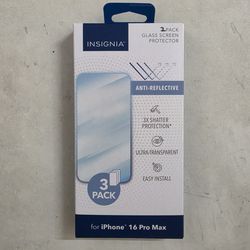 INSIGNIA
2 PACK
GLASS SCREEN
PROTECTOR
ANTI-REFLECTIVE
3X SHATTER
PROTECTION*
ULTRA-TRANSPARENT
EASY INSTALL
3
PACK
for iPhone 16 Pro Max